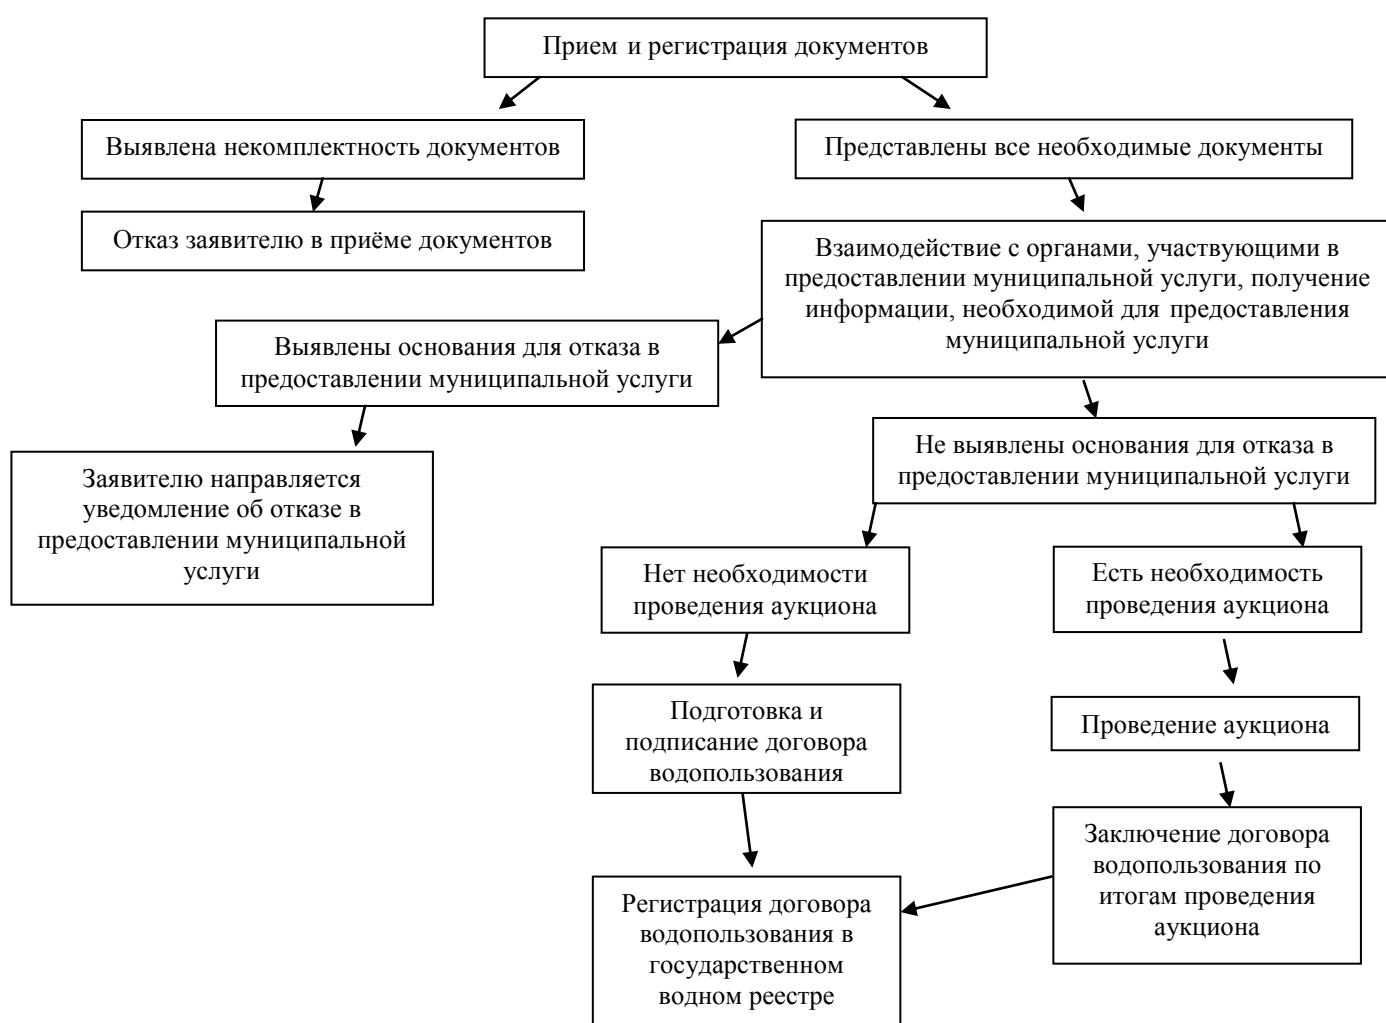 Прием и регистрация документов
Выявлена некомплектность документов
Представлены все необходимые документы
Отказ заявителю в приёме документов
Взаимодействие с органами, участвующими в
предоставлении муниципальной услуги, получение
информации, необходимой для предоставления
муниципальной услуги
Выявлены основания для отказа в
предоставлении муниципальной услуги
Не выявлены основания для отказа в
предоставлении муниципальной услуги
Заявителю направляется
уведомление об отказе в
предоставлении муниципальной
услуги
Нет необходимости
проведения аукциона
Есть необходимость
проведения аукциона
Подготовка и
подписание договора
водопользования
Проведение аукциона
Заключение договора
водопользования по
итогам проведения
аукциона
Регистрация договора
водопользования в
государственном
водном реестре